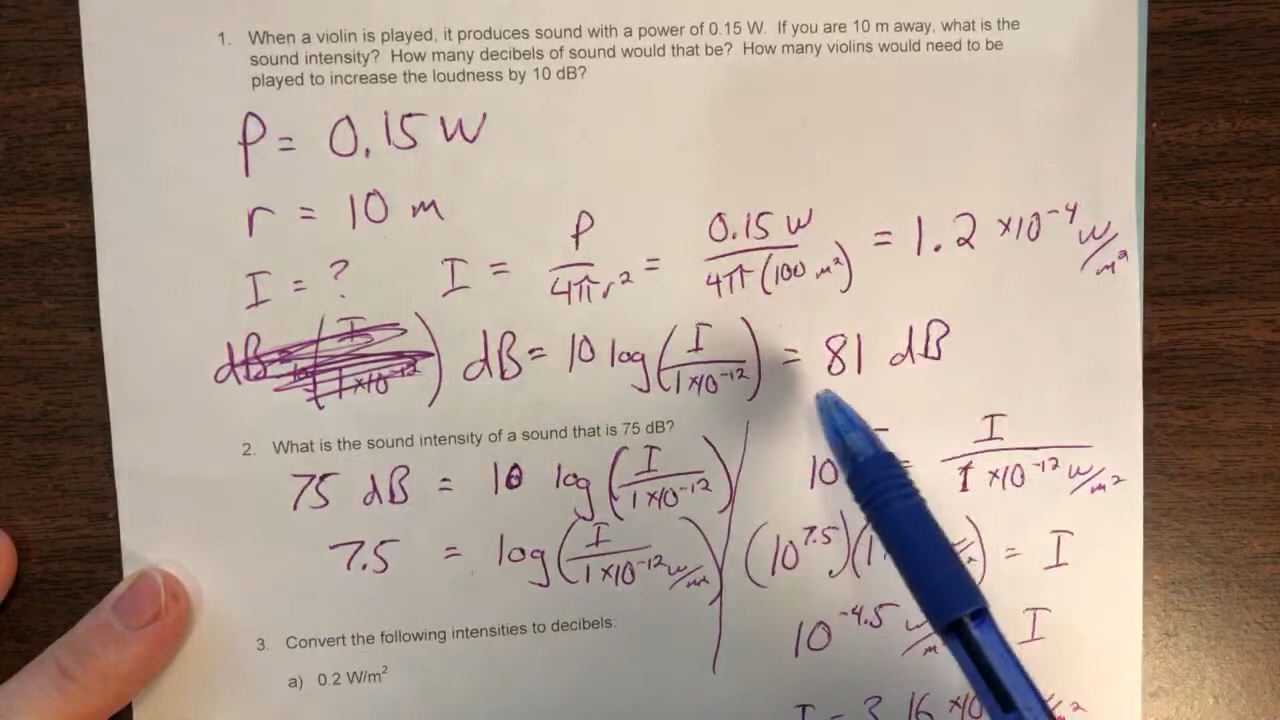 1. When a violin is played, it produces sound with a power of 0.15 W. If you are 10 m away, what is the
sound intensity? How many decibels of sound would that be? How many violins would need to be
played to increase the loudness by 10 dB?
P = 0.15 W
r = 10 m
I = ? I = P / 4πr² = 0.15 W / 4π(100 m²) = 1.2 ×10⁻⁴ W/m²
dB = 10 log(I / 1×10⁻¹²) = 81 dB
2. What is the sound intensity of a sound that is 75 dB?
75 dB = 10 log(I / 1×10⁻¹²)
7.5 = log(I / 1×10⁻¹² W/m²)
10 = I / 1×10⁻¹² W/m²
(10^7.5)(1 ) = I
10^-4.5 W/m I
I = 3.16 ×10
3. Convert the following intensities to decibels:
a) 0.2 W/m²